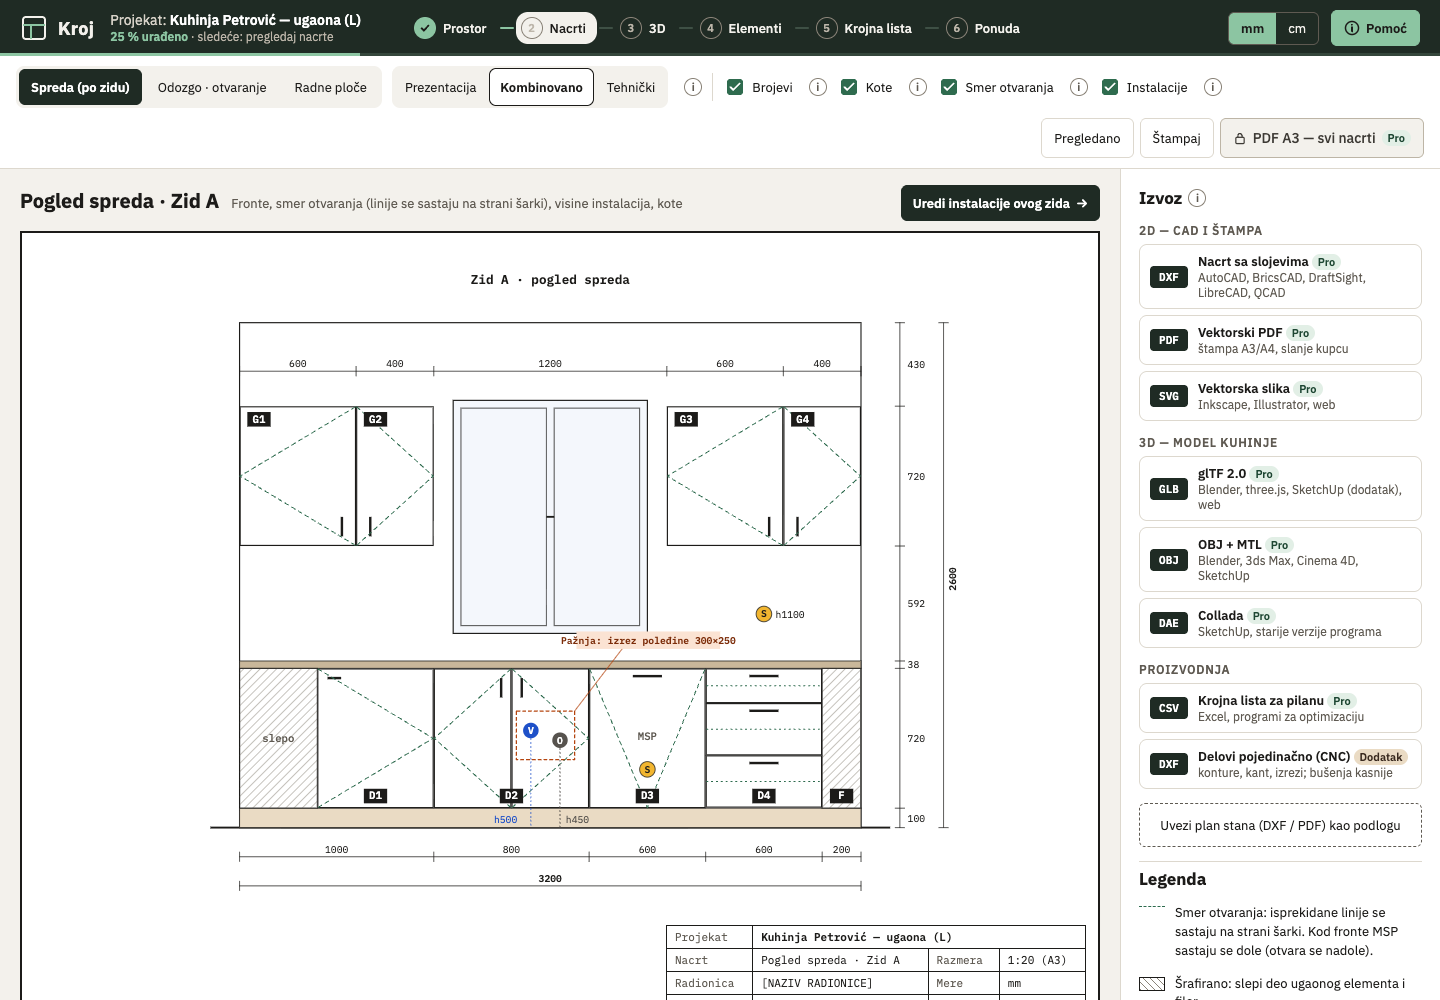 Kroj
Projekat: Kuhinja Petrović — ugaona (L)
25 % urađeno · sledeće: pregledaj nacrte
Prostor
2 Nacrti
3 3D
4 Elementi
5 Krojna lista
6 Ponuda
mm cm
Pomoć
Spreda (po zidu) Odozgo · otvaranje Radne ploče
Prezentacija Kombinovano Tehnički
Brojevi
Kote
Smer otvaranja
Instalacije
Pregledano Štampaj PDF A3 — svi nacrti Pro
Pogled spreda · Zid A Fronte, smer otvaranja (linije se sastaju na strani šarki), visine instalacija, kote
Uredi instalacije ovog zida →
Zid A · pogled spreda
600 400 1200 600 400
430
G1 G2 G3 G4
720
2600
592
S h1100
Pažnja: izrez poleđine 300×250
38
slepo
V O
MSP
720
S
D1 D2 D3 D4 F
h500 h450
100
1000 800 600 600 200
3200
Projekat Kuhinja Petrović — ugaona (L)
Nacrt Pogled spreda · Zid A Razmera 1:20 (A3)
Radionica [NAZIV RADIONICE] Mere mm
Izvoz
2D — CAD I ŠTAMPA
DXF Nacrt sa slojevima Pro
AutoCAD, BricsCAD, DraftSight,
LibreCAD, QCAD
PDF Vektorski PDF Pro
štampa A3/A4, slanje kupcu
SVG Vektorska slika Pro
Inkscape, Illustrator, web
3D — MODEL KUHINJE
GLB glTF 2.0 Pro
Blender, three.js, SketchUp (dodatak),
web
OBJ OBJ + MTL Pro
Blender, 3ds Max, Cinema 4D,
SketchUp
DAE Collada Pro
SketchUp, starije verzije programa
PROIZVODNJA
CSV Krojna lista za pilanu Pro
Excel, programi za optimizaciju
DXF Delovi pojedinačno (CNC) Dodatak
konture, kant, izrezi; bušenja kasnije
Uvezi plan stana (DXF / PDF) kao podlogu
Legenda
Smer otvaranja: isprekidane linije se
sastaju na strani šarki. Kod fronte MSP
sastaju se dole (otvara se nadole).
Šrafirano: slepi deo ugaonog elementa i